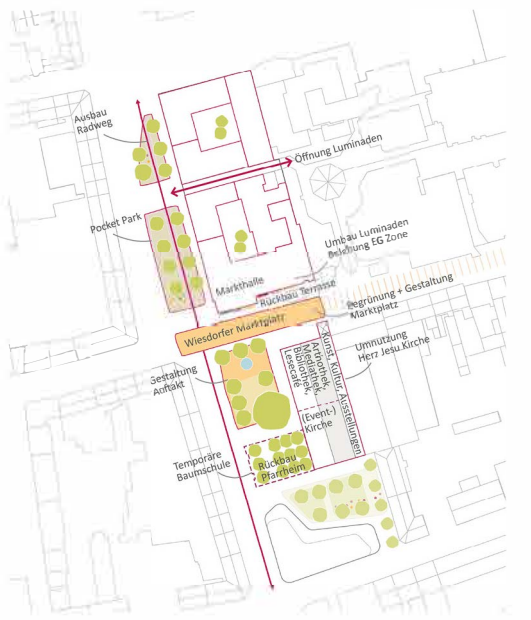 Ausbau
Radweg
Öffnung Luminaden
Pocket Park
Umbau Luminaden
Belebung EG Zone
Markthalle
Rückbau Terrasse
Begrünung + Gestaltung
Marktplatz
Wiesdorfer Marktplatz
Umnutzung
Herz Jesu Kirche
Gestaltung
Auftakt
Kunst, Kultur, Ausstellungen
Artnothek,
Mediathek,
Bibliothek,
Lesecafé
(Event-)
Kirche
Temporäre
Baumschule
Rückbau
Pfarrheim